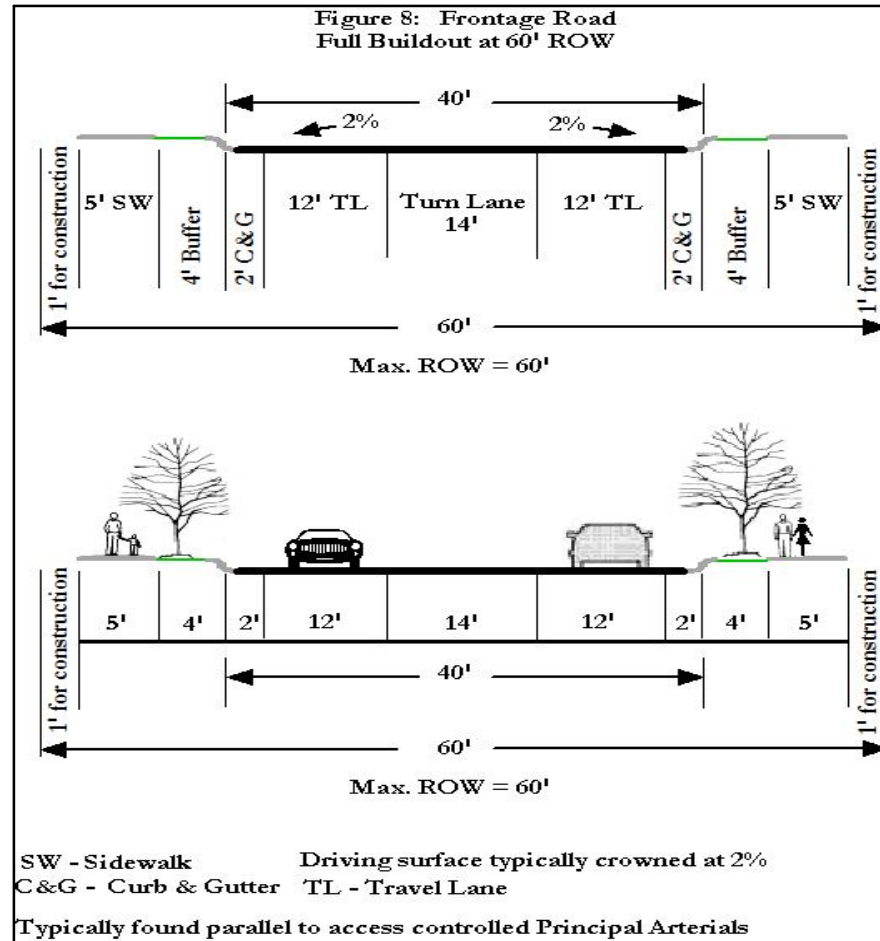 Figure 8: Frontage Road
Full Buildout at 60' ROW
40'
2% 2%
1' for construction
5' SW
4' Buffer
2' C&G
12' TL
Turn Lane
14'
12' TL
2' C&G
4' Buffer
5' SW
1' for construction
60'
Max. ROW = 60'
1' for construction
5' 4' 2' 12' 14' 12' 2' 4' 5'
1' for construction
40'
60'
Max. ROW = 60'
SW - Sidewalk Driving surface typically crowned at 2%
C&G - Curb & Gutter TL - Travel Lane
Typically found parallel to access controlled Principal Arterials